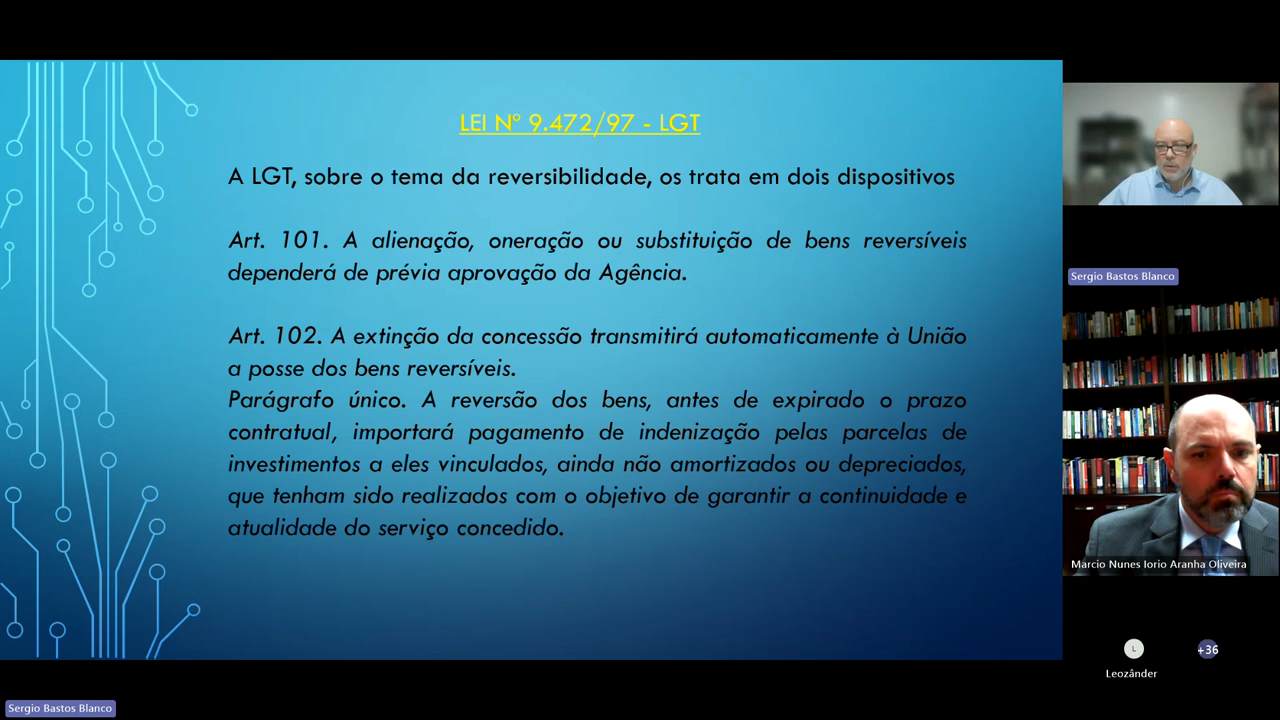 LEI Nº 9.472/97 - LGT
A LGT, sobre o tema da reversibilidade, os trata em dois dispositivos
Art. 101. A alienação, oneração ou substituição de bens reversíveis
dependerá de prévia aprovação da Agência.
Art. 102. A extinção da concessão transmitirá automaticamente à União
a posse dos bens reversíveis.
Parágrafo único. A reversão dos bens, antes de expirado o prazo
contratual, importará pagamento de indenização pelas parcelas de
investimentos a eles vinculados, ainda não amortizados ou depreciados,
que tenham sido realizados com o objetivo de garantir a continuidade e
atualidade do serviço concedido.
Sergio Bastos Blanco
Marcio Nunes Iorio Aranha Oliveira
L
+36
Leozânder
Sergio Bastos Blanco